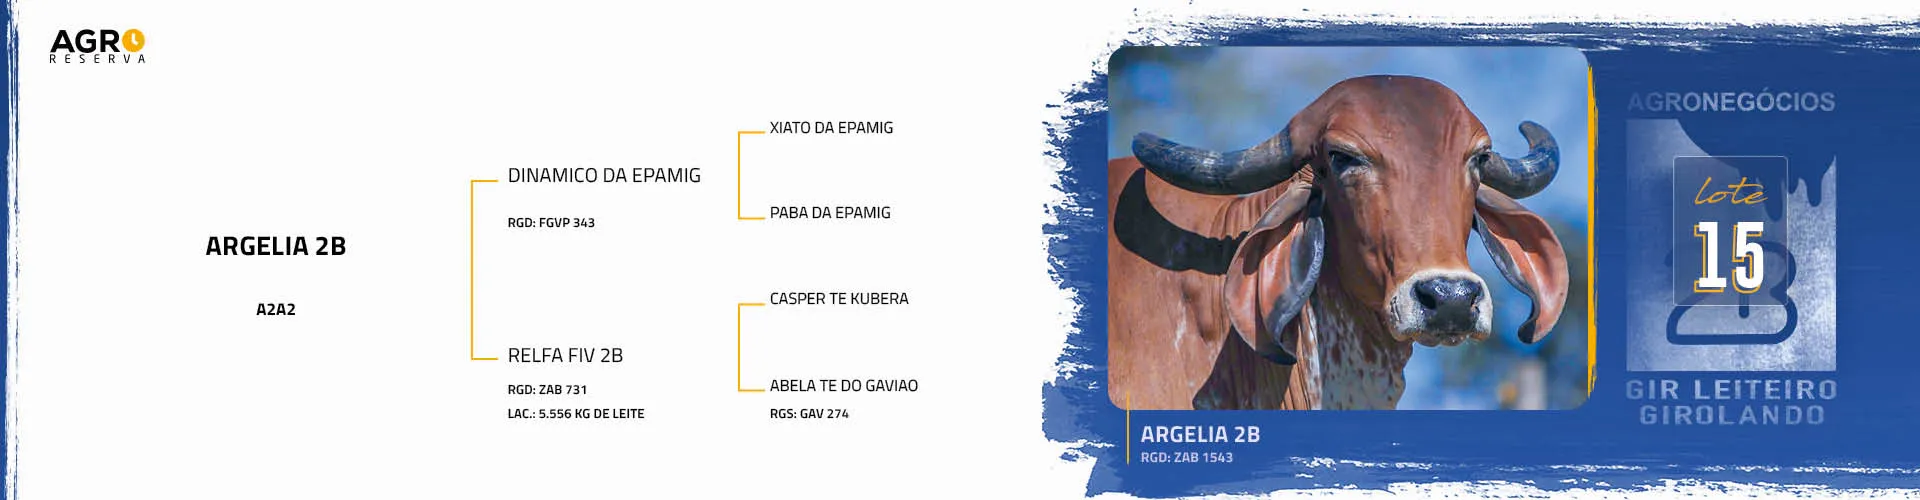 AGRO
RESERVA
ARGELIA 2B
A2A2
DINAMICO DA EPAMIG
RGD: FGVP 343
RELFA FIV 2B
RGD: ZAB 731
LAC.: 5.556 KG DE LEITE
XIATO DA EPAMIG
PABA DA EPAMIG
CASPER TE KUBERA
ABELA TE DO GAVIAO
RGS: GAV 274
ARGELIA 2B
RGD: ZAB 1543
AGRONEGÓCIOS
lote
15
2B
GIR LEITEIRO
GIROLANDO